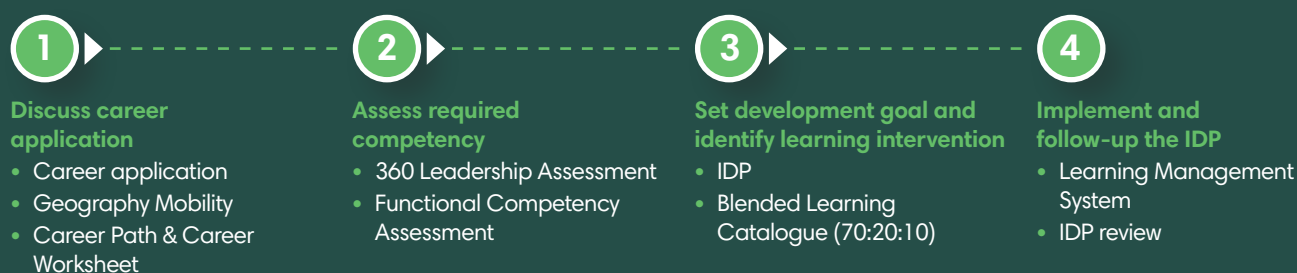 1
Discuss career
application
• Career application
• Geography Mobility
• Career Path & Career
Worksheet
2
Assess required
competency
• 360 Leadership Assessment
• Functional Competency
Assessment
3
Set development goal and
identify learning intervention
• IDP
• Blended Learning
Catalogue (70:20:10)
4
Implement and
follow-up the IDP
• Learning Management
System
• IDP review